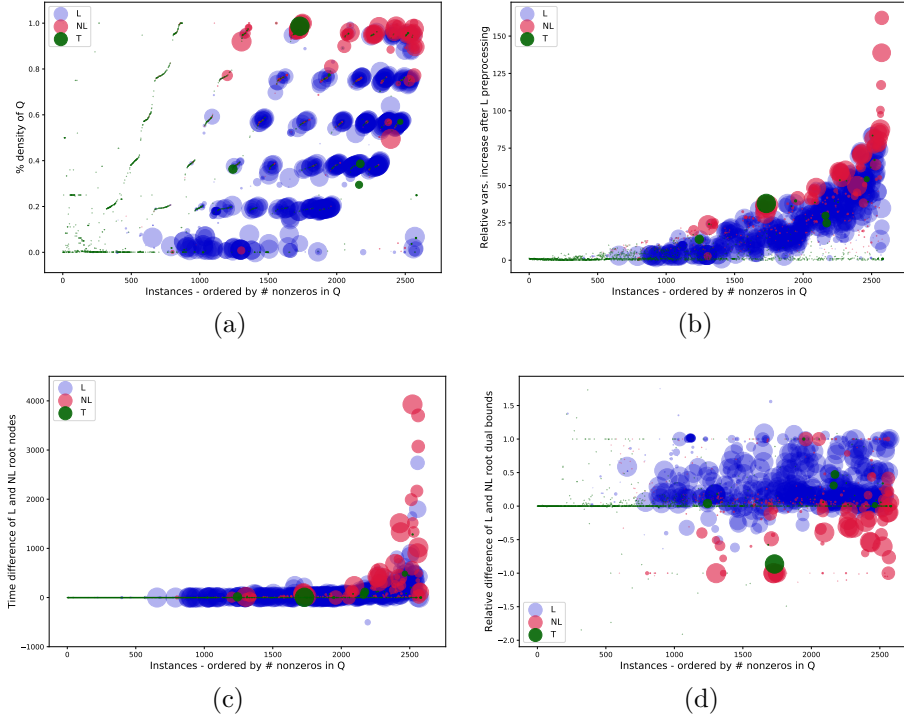 1.0
0.8
0.6
0.4
0.2
0.0
% density of Q
L
NL
T
0 500 1000 1500 2000 2500
Instances - ordered by # nonzeros in Q
(a)
150
125
100
75
50
25
0
Relative vars. increase after L preprocessing
L
NL
T
0 500 1000 1500 2000 2500
Instances - ordered by # nonzeros in Q
(b)
4000
3000
2000
1000
0
−1000
Time difference of L and NL root nodes
L
NL
T
0 500 1000 1500 2000 2500
Instances - ordered by # nonzeros in Q
(c)
1.5
1.0
0.5
0.0
−0.5
−1.0
−1.5
−2.0
Relative difference of L and NL root dual bounds
L
NL
T
0 500 1000 1500 2000 2500
Instances - ordered by # nonzeros in Q
(d)